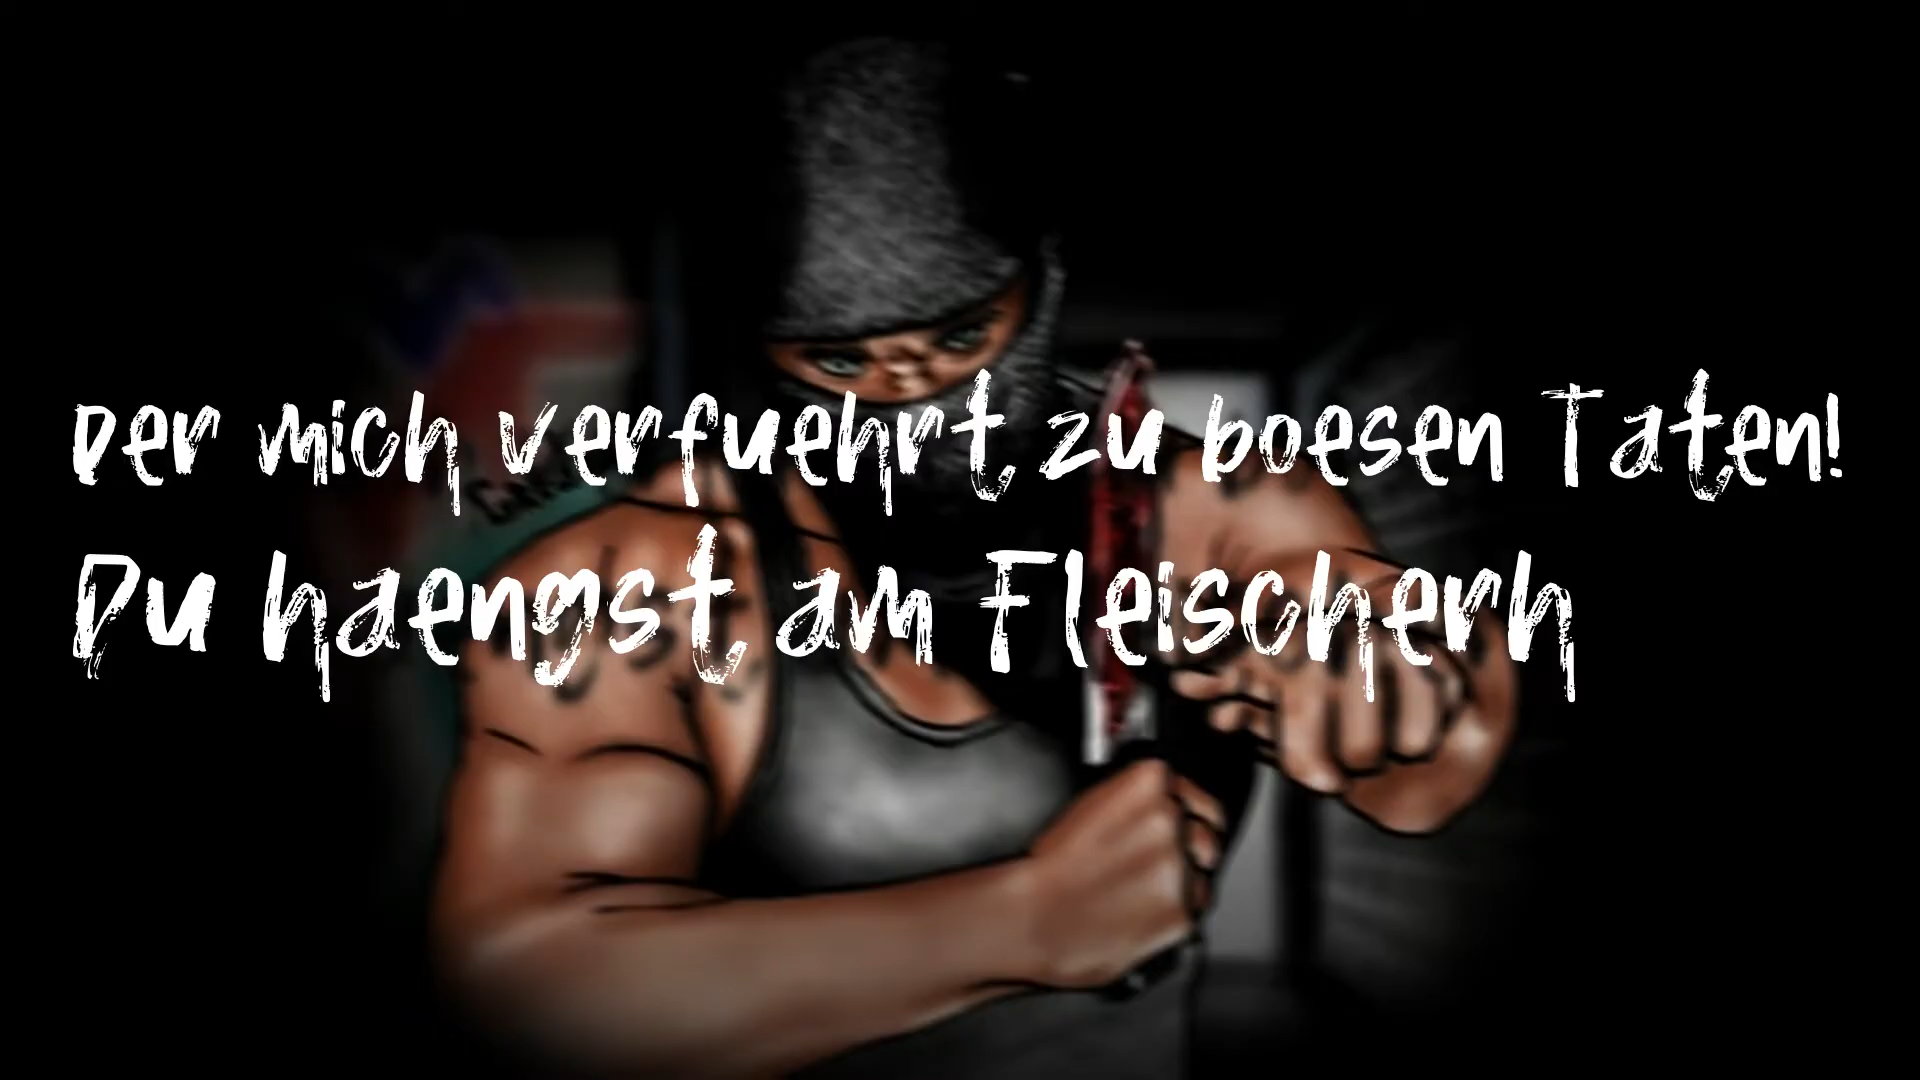 Der mich verfuehrt zu boesen Taten!
Du haengst am Fleischerh